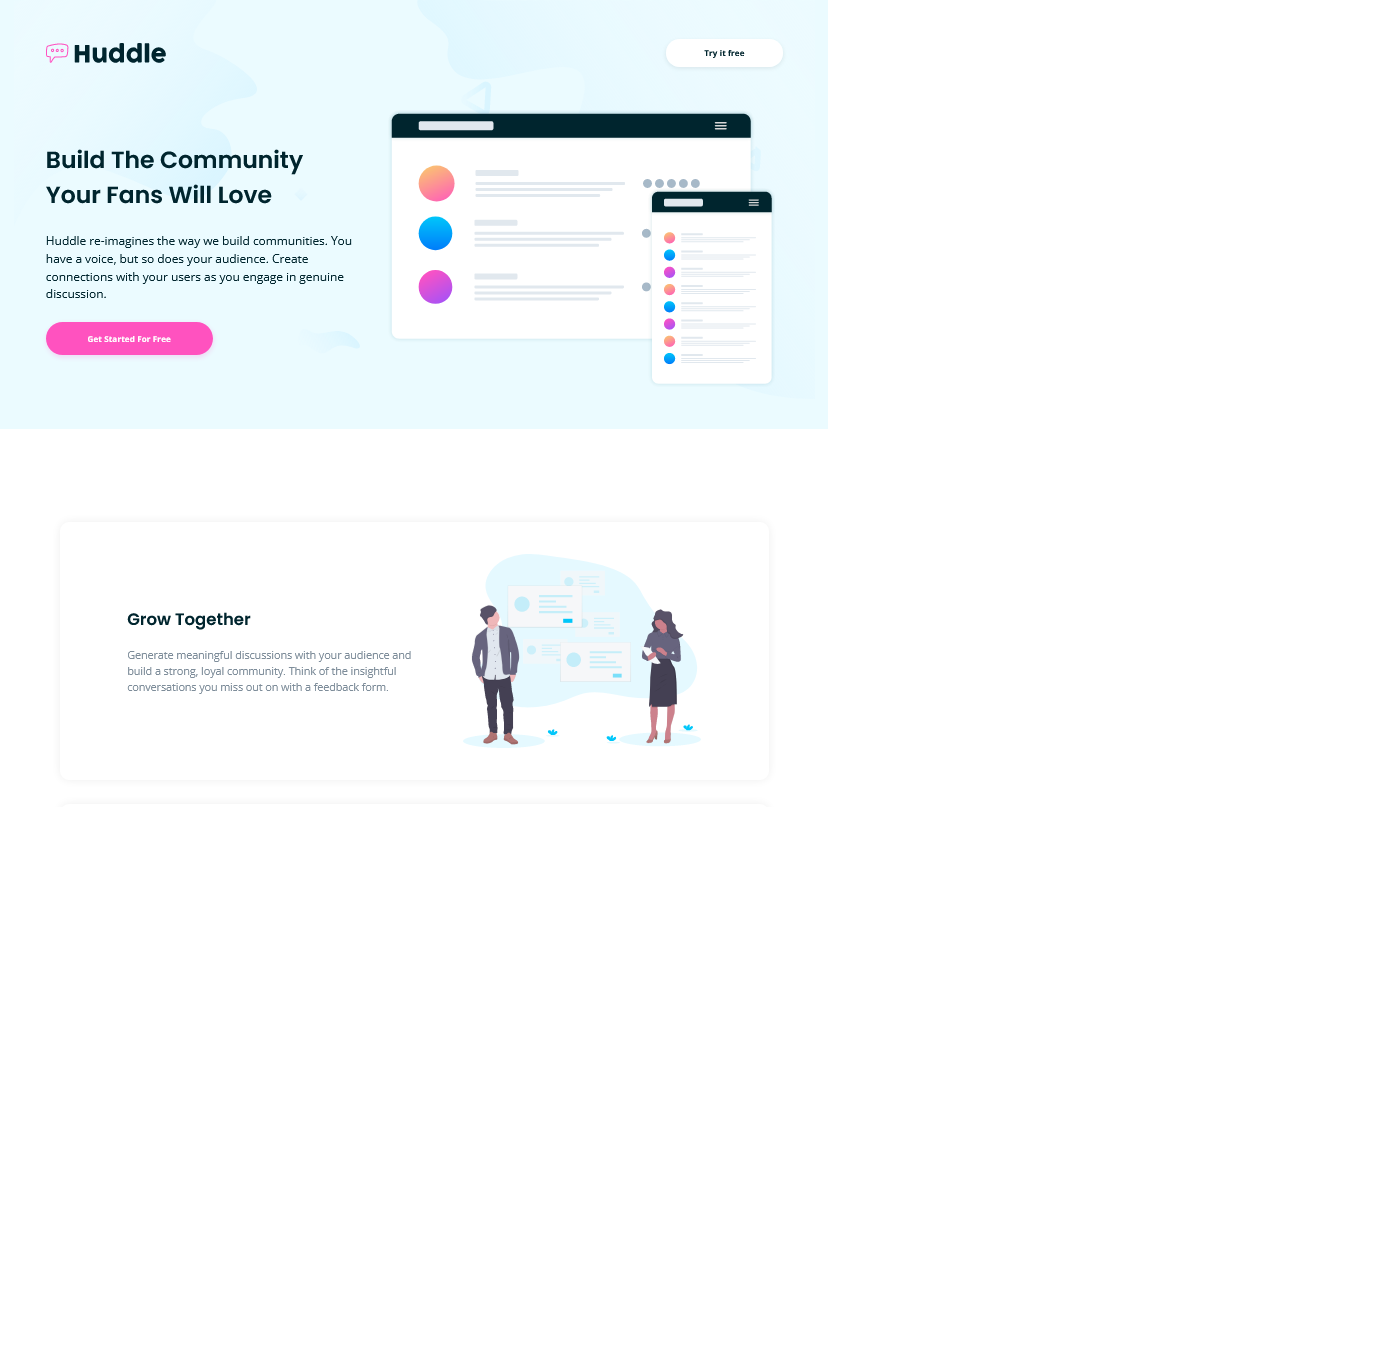 Huddle
Try it free
Build The Community
Your Fans Will Love
Huddle re-imagines the way we build communities. You
have a voice, but so does your audience. Create
connections with your users as you engage in genuine
discussion.
Get Started For Free
Grow Together
Generate meaningful discussions with your audience and
build a strong, loyal community. Think of the insightful
conversations you miss out on with a feedback form.